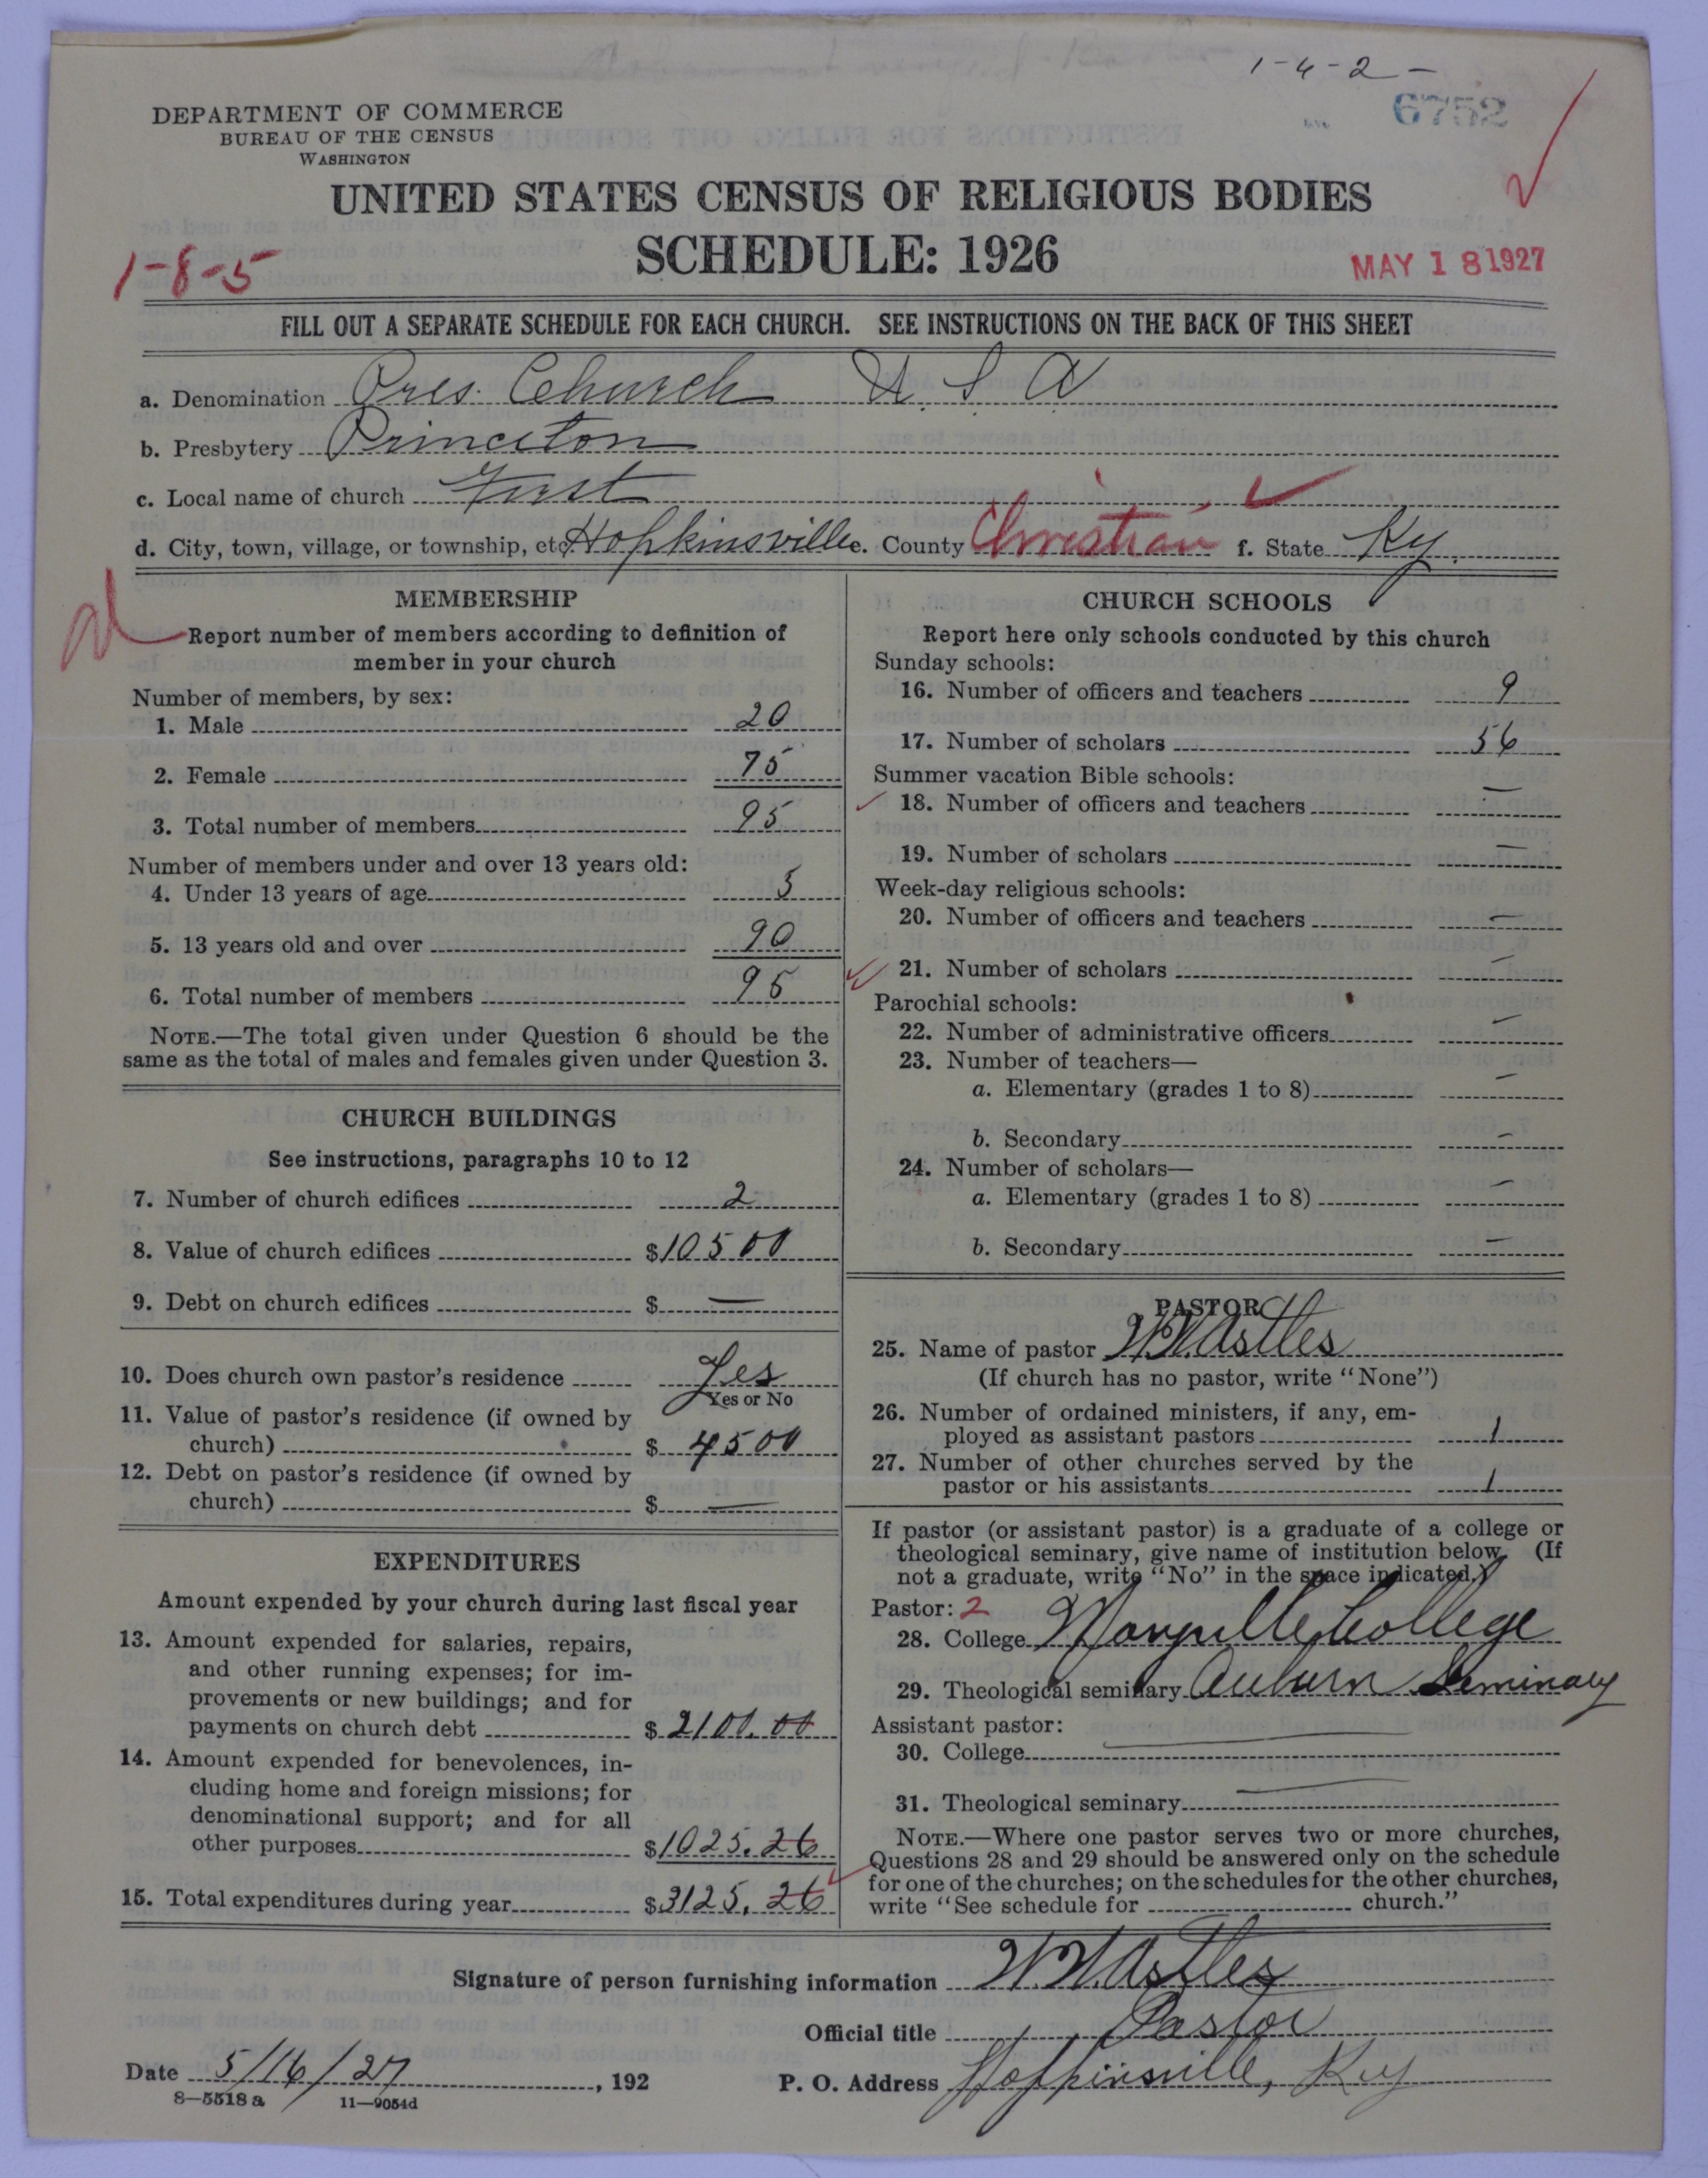 1-4-2-
6752
DEPARTMENT OF COMMERCE
BUREAU OF THE CENSUS
WASHINGTON
UNITED STATES CENSUS OF RELIGIOUS BODIES
SCHEDULE: 1926
1-8-5
MAY 18 1927
FILL OUT A SEPARATE SCHEDULE FOR EACH CHURCH. SEE INSTRUCTIONS ON THE BACK OF THIS SHEET
a. Denomination Pres. Church U. S. A
b. Presbytery Princeton
c. Local name of church First
d. City, town, village, or township, etc. Hopkinsville e. County Christian f. State Ky.
MEMBERSHIP
Report number of members according to definition of
member in your church
Number of members, by sex:
1. Male 20
2. Female 75
3. Total number of members 95
Number of members under and over 13 years old:
4. Under 13 years of age 5
5. 13 years old and over 90
6. Total number of members 95
NOTE.—The total given under Question 6 should be the
same as the total of males and females given under Question 3.
CHURCH BUILDINGS
See instructions, paragraphs 10 to 12
7. Number of church edifices 2
8. Value of church edifices $10500
9. Debt on church edifices $ —
10. Does church own pastor's residence Yes
Yes or No
11. Value of pastor's residence (if owned by
church) $ 4500
12. Debt on pastor's residence (if owned by
church) $ —
EXPENDITURES
Amount expended by your church during last fiscal year
13. Amount expended for salaries, repairs,
and other running expenses; for im-
provements or new buildings; and for
payments on church debt $ 2100.00
14. Amount expended for benevolences, in-
cluding home and foreign missions; for
denominational support; and for all
other purposes $1025.26
15. Total expenditures during year $3125.26
CHURCH SCHOOLS
Report here only schools conducted by this church
Sunday schools:
16. Number of officers and teachers 9
17. Number of scholars 56
Summer vacation Bible schools:
18. Number of officers and teachers —
19. Number of scholars —
Week-day religious schools:
20. Number of officers and teachers —
21. Number of scholars —
Parochial schools:
22. Number of administrative officers —
23. Number of teachers—
a. Elementary (grades 1 to 8) —
b. Secondary —
24. Number of scholars—
a. Elementary (grades 1 to 8) —
b. Secondary —
PASTOR
25. Name of pastor W.W. Astles
(If church has no pastor, write "None")
26. Number of ordained ministers, if any, em-
ployed as assistant pastors 1
27. Number of other churches served by the
pastor or his assistants 1
If pastor (or assistant pastor) is a graduate of a college or
theological seminary, give name of institution below. (If
not a graduate, write "No" in the space indicated.)
Pastor: 2
28. College Maryville College
29. Theological seminary Auburn Seminary
Assistant pastor:
30. College —
31. Theological seminary —
NOTE.—Where one pastor serves two or more churches,
Questions 28 and 29 should be answered only on the schedule
for one of the churches; on the schedules for the other churches,
write "See schedule for church."
Signature of person furnishing information W.W. Astles
Official title Pastor
Date 5/16/27, 192
P. O. Address Hopkinsville, Ky
8-5518 a 11-9054d